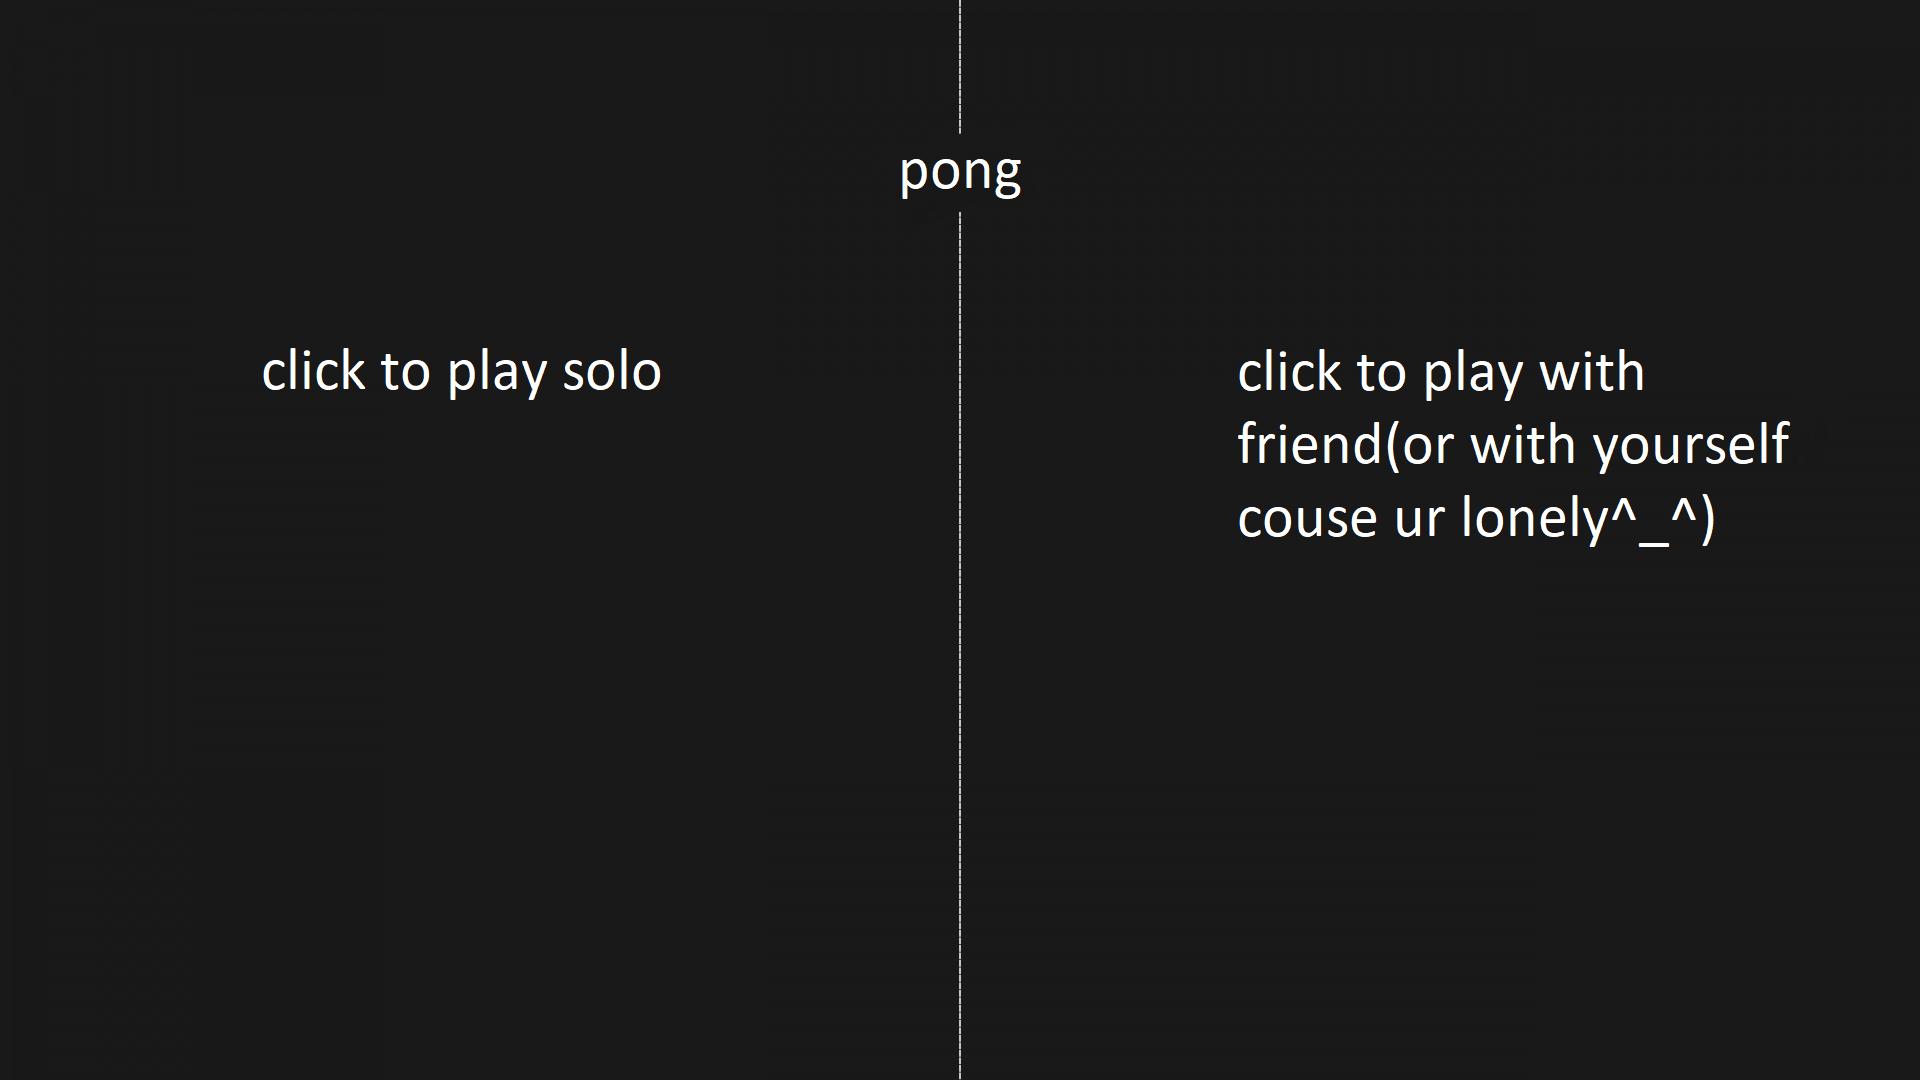 pong
click to play solo
click to play with
friend(or with yourself
couse ur lonely^_^)